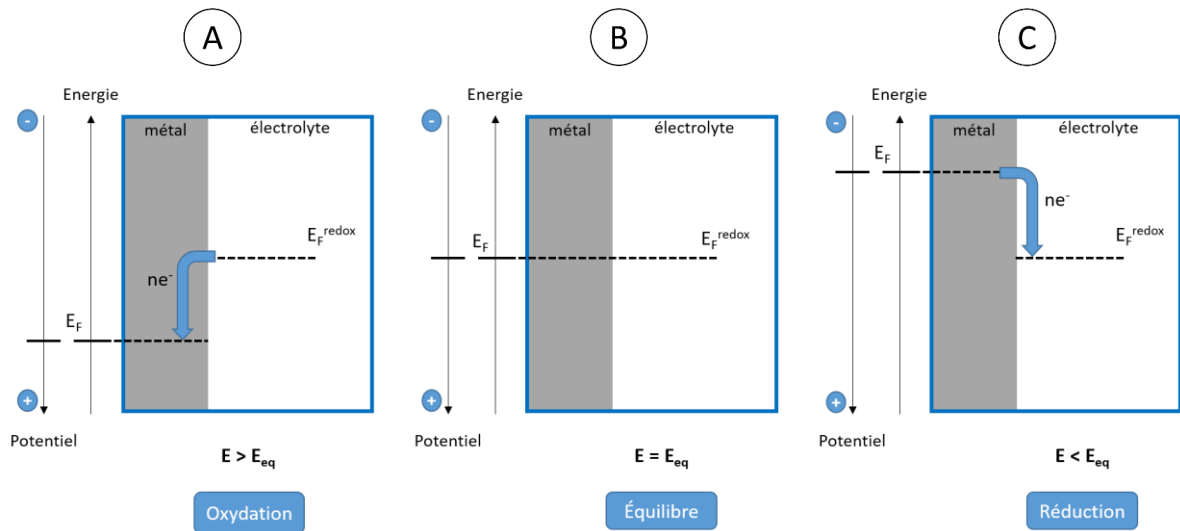 A
Energie
-
métal
électrolyte
E_F^redox
ne⁻
E_F
+
Potentiel
E > E_eq
Oxydation
B
Energie
-
métal
électrolyte
E_F
E_F^redox
+
Potentiel
E = E_eq
Équilibre
C
Energie
-
métal
électrolyte
E_F
ne⁻
E_F^redox
+
Potentiel
E < E_eq
Réduction